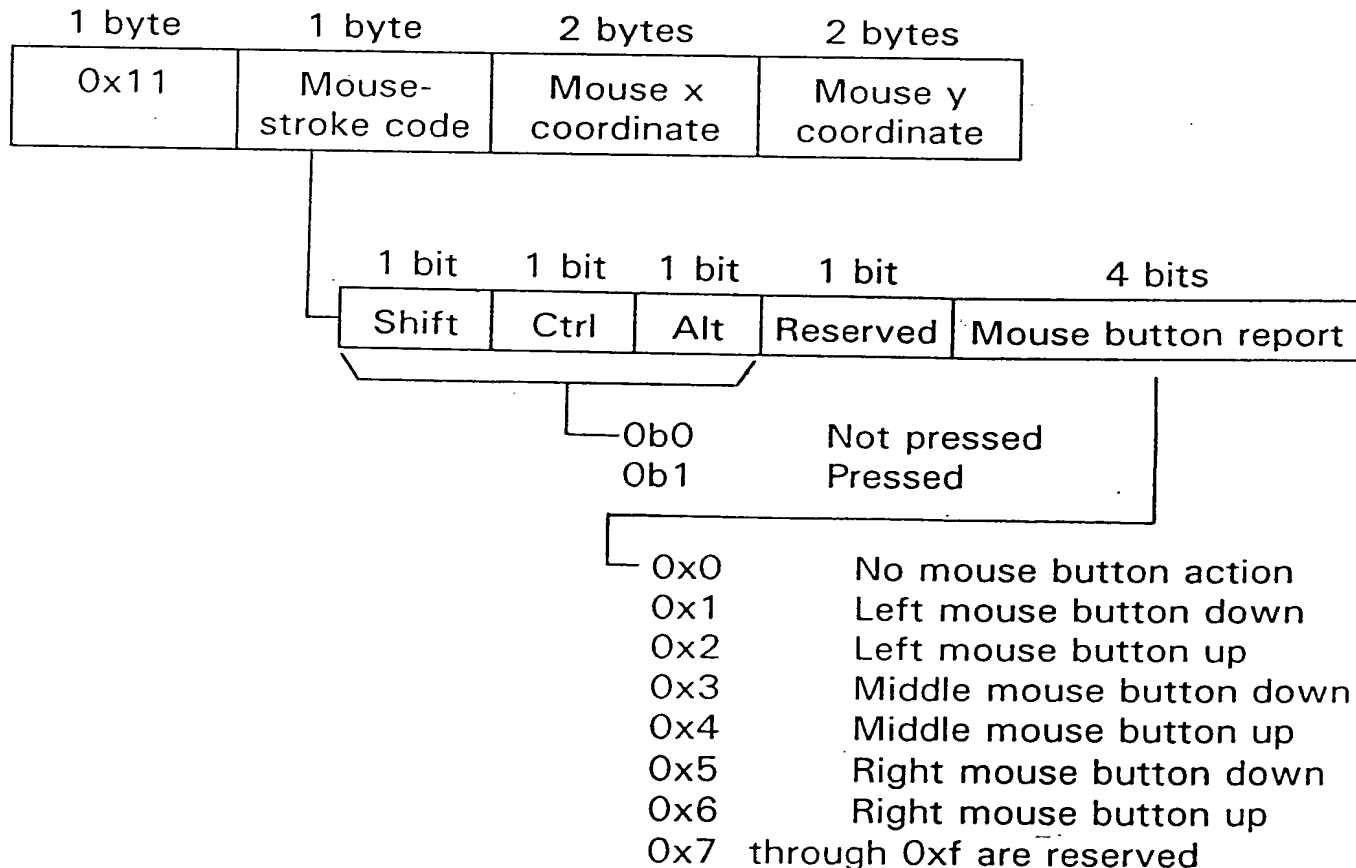 1 byte 1 byte 2 bytes 2 bytes
0x11 Mouse- Mouse x Mouse y
stroke code coordinate coordinate
1 bit 1 bit 1 bit 1 bit 4 bits
Shift Ctrl Alt Reserved Mouse button report
0b0 Not pressed
0b1 Pressed
0x0 No mouse button action
0x1 Left mouse button down
0x2 Left mouse button up
0x3 Middle mouse button down
0x4 Middle mouse button up
0x5 Right mouse button down
0x6 Right mouse button up
0x7 through 0xf are reserved